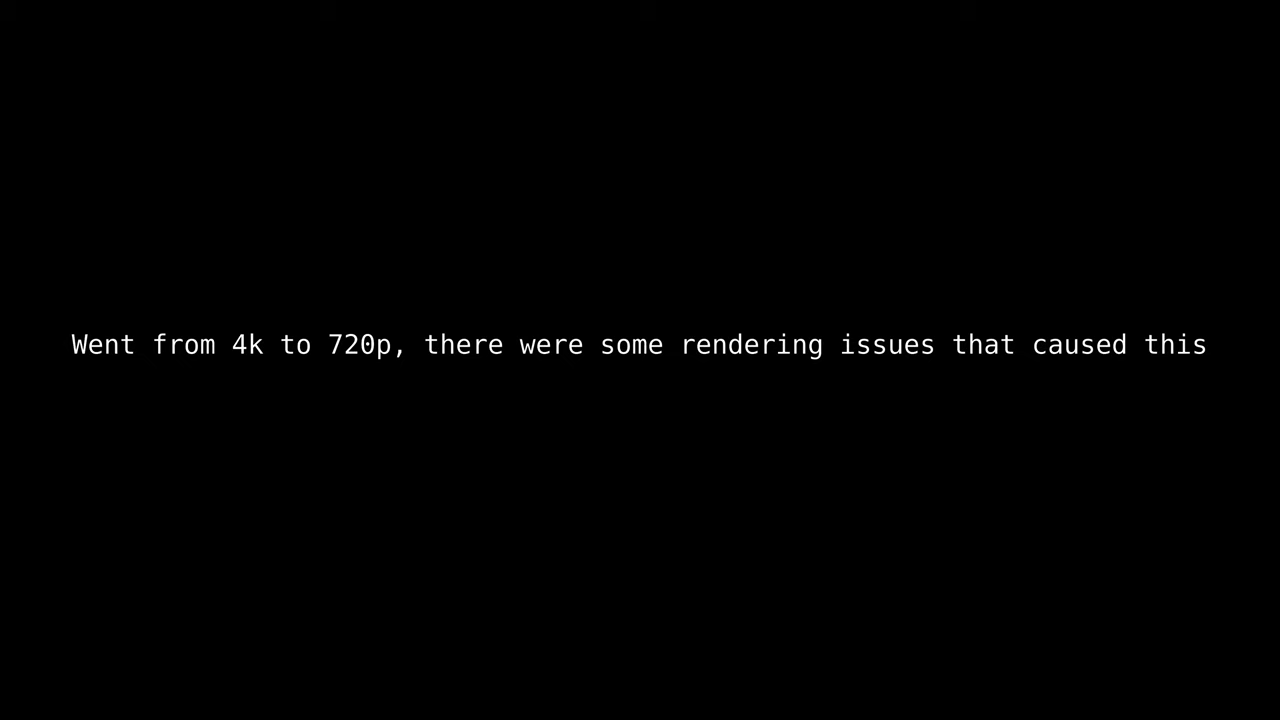 Went from 4k to 720p, there were some rendering issues that caused this